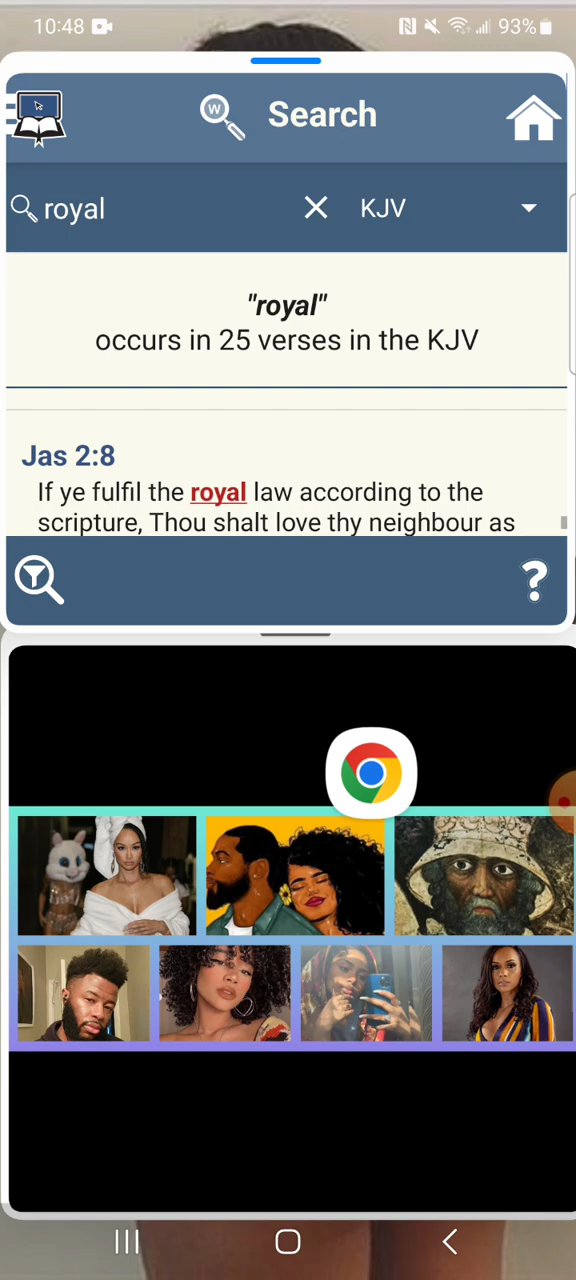 10:48 93%
W Search
royal KJV
"royal"
occurs in 25 verses in the KJV
Jas 2:8
If ye fulfil the royal law according to the
scripture, Thou shalt love thy neighbour as
?